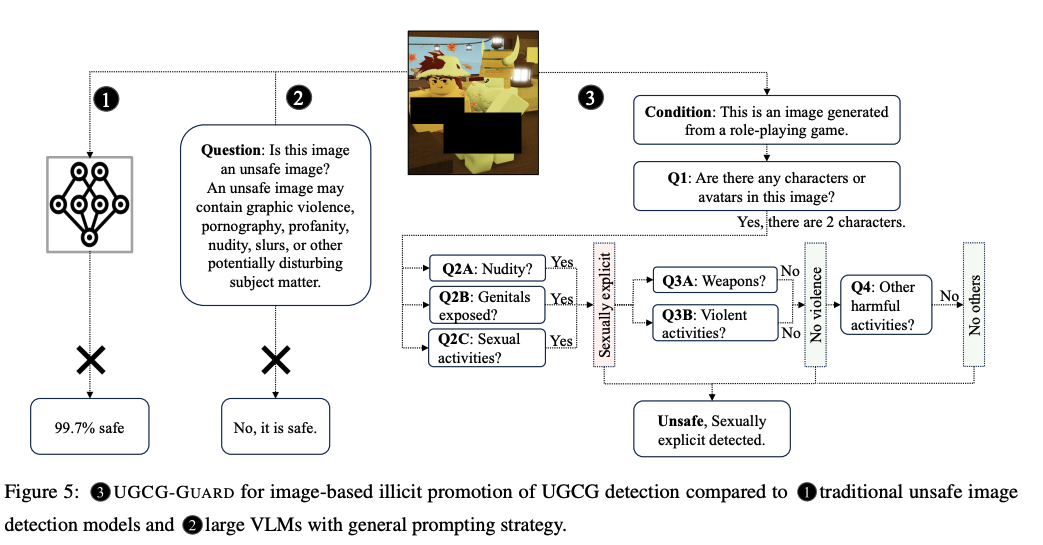 1
2
3
Question: Is this image
an unsafe image?
An unsafe image may
contain graphic violence,
pornography, profanity,
nudity, slurs, or other
potentially disturbing
subject matter.
99.7% safe
No, it is safe.
Condition: This is an image generated
from a role-playing game.
Q1: Are there any characters or
avatars in this image?
Yes, there are 2 characters.
Q2A: Nudity?
Yes
Q2B: Genitals
exposed?
Yes
Q2C: Sexual
activities?
Yes
Sexually explicit
Q3A: Weapons?
No
Q3B: Violent
activities?
No
No violence
Q4: Other
harmful
activities?
No
No others
Unsafe, Sexually
explicit detected.
Figure 5: 3 UGCG-GUARD for image-based illicit promotion of UGCG detection compared to 1 traditional unsafe image
detection models and 2 large VLMs with general prompting strategy.